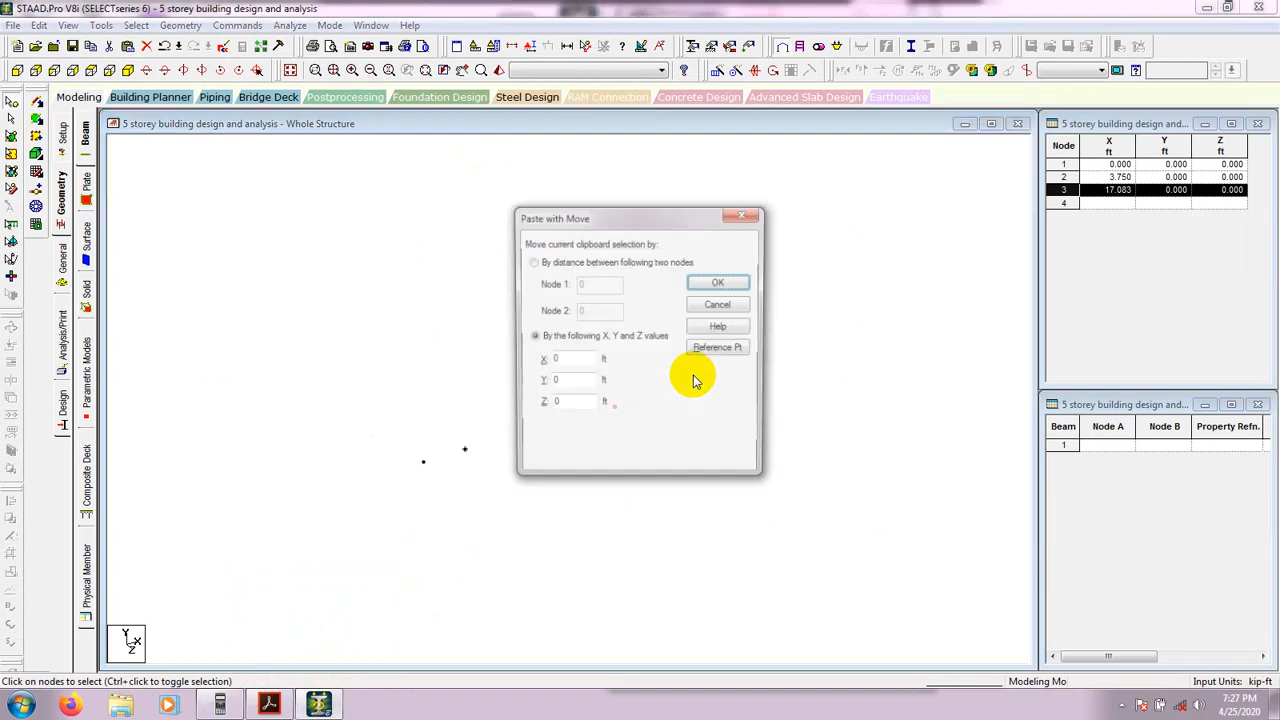 STAAD.Pro V8i (SELECTseries 6) - 5 storey building design and analysis
File Edit View Tools Select Geometry Commands Analyze Mode Window Help
Modeling Building Planner Piping Bridge Deck Postprocessing Foundation Design Steel Design RAM Connection Concrete Design Advanced Slab Design Earthquake
5 storey building design and analysis - Whole Structure
Setup
Geometry
General
Analysis/Print
Design
Beam
Plate
Surface
Solid
Parametric Models
Composite Deck
Physical Member
Paste with Move
Move current clipboard selection by:
By distance between following two nodes
Node 1: 0
Node 2: 0
By the following X, Y and Z values
X: 0 ft
Y: 0 ft
Z: 0 ft
OK
Cancel
Help
Reference Pt
5 storey building design and...
Node X ft Y ft Z ft
1 0.000 0.000 0.000
2 3.750 0.000 0.000
3 17.083 0.000 0.000
4
5 storey building design and...
Beam Node A Node B Property Refn.
1
Y
X
Z
Click on nodes to select (Ctrl+click to toggle selection)
Modeling Mo
Input Units: kip-ft
7:27 PM
4/25/2020